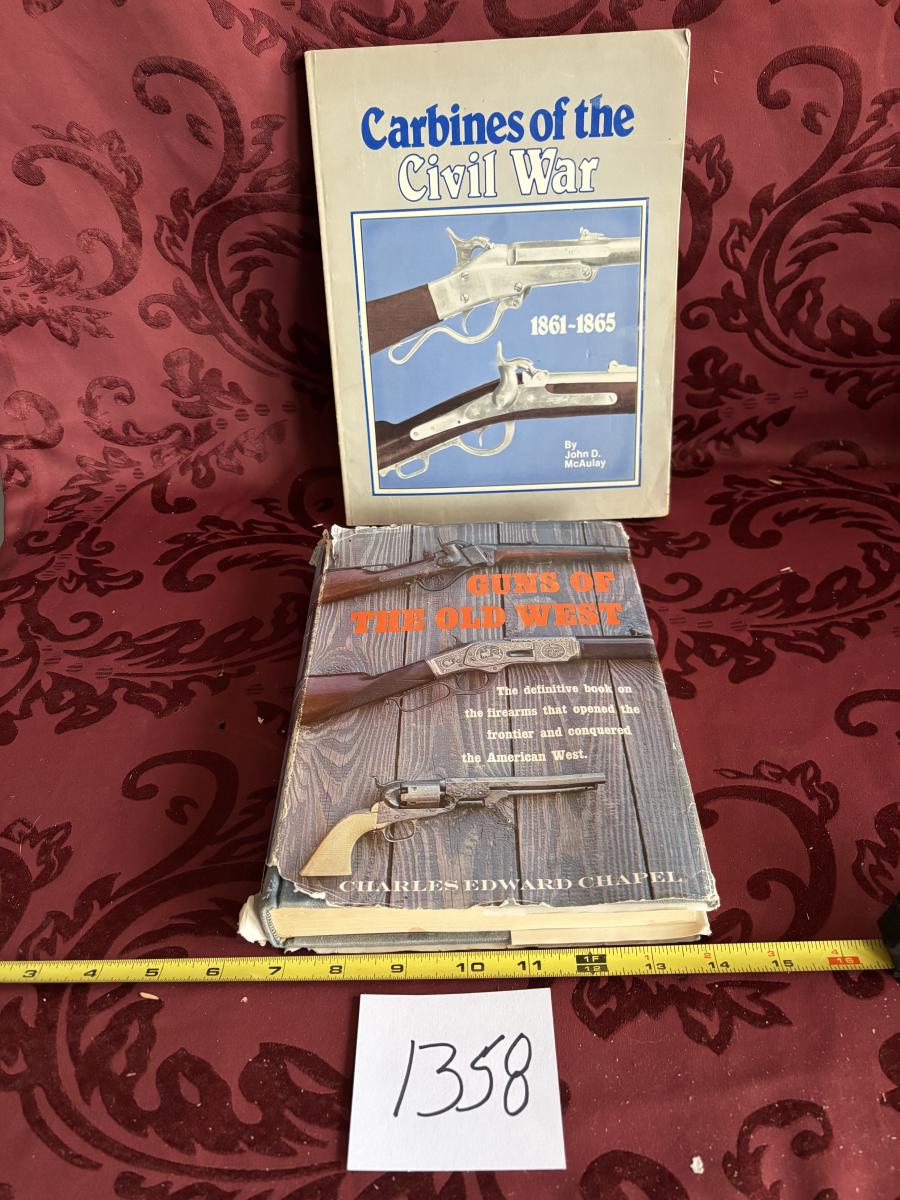 Carbines of the
Civil War
1861-1865
By
John D.
McAulay
GUNS OF
THE OLD WEST
The definitive book on
the firearms that opened the
frontier and conquered
the American West.
CHARLES EDWARD CHAPEL
3 4 5 6 7 8 9 10 11 1F 12 13 14 15 16
1358